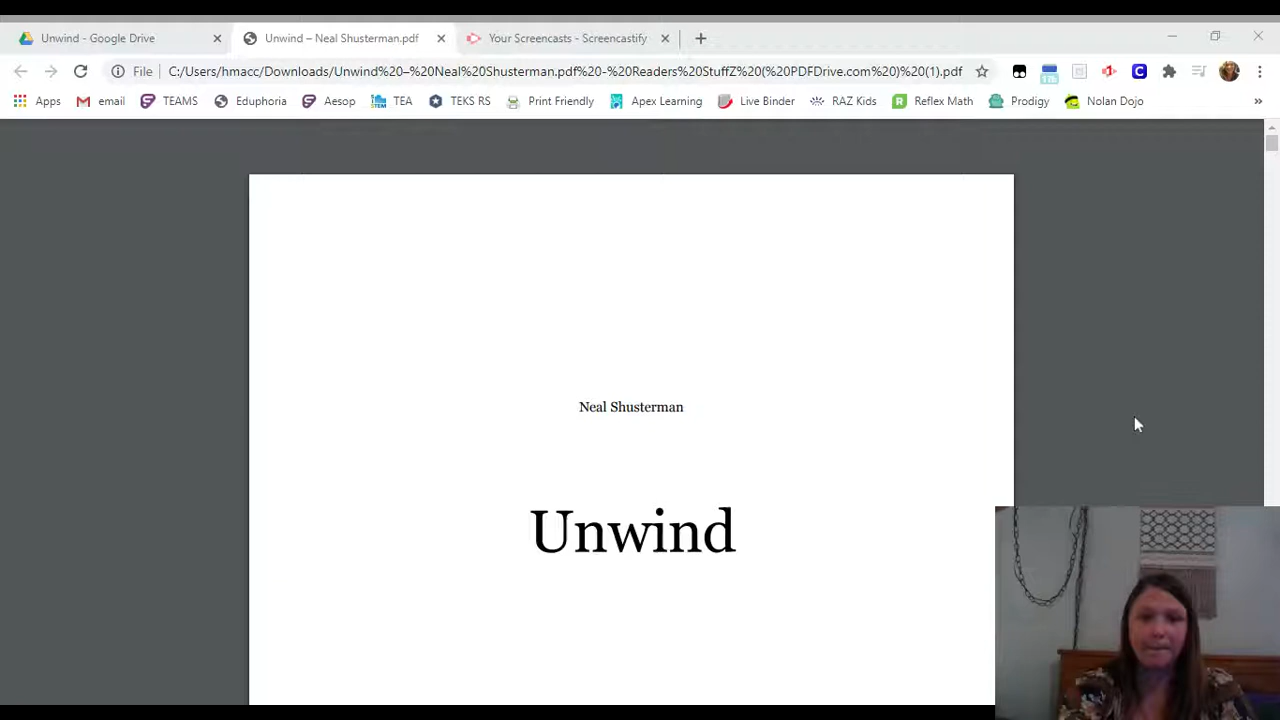 Unwind - Google Drive
Unwind – Neal Shusterman.pdf
Your Screencasts - Screencastify
File
C:/Users/hmacc/Downloads/Unwind%20–%20Neal%20Shusterman.pdf%20-%20Readers%20StuffZ%20(%20PDFDrive.com%20)%20(1).pdf
Apps
email
TEAMS
Eduphoria
Aesop
TEA
TEKS RS
Print Friendly
Apex Learning
Live Binder
RAZ Kids
Reflex Math
Prodigy
Nolan Dojo
Neal Shusterman
Unwind